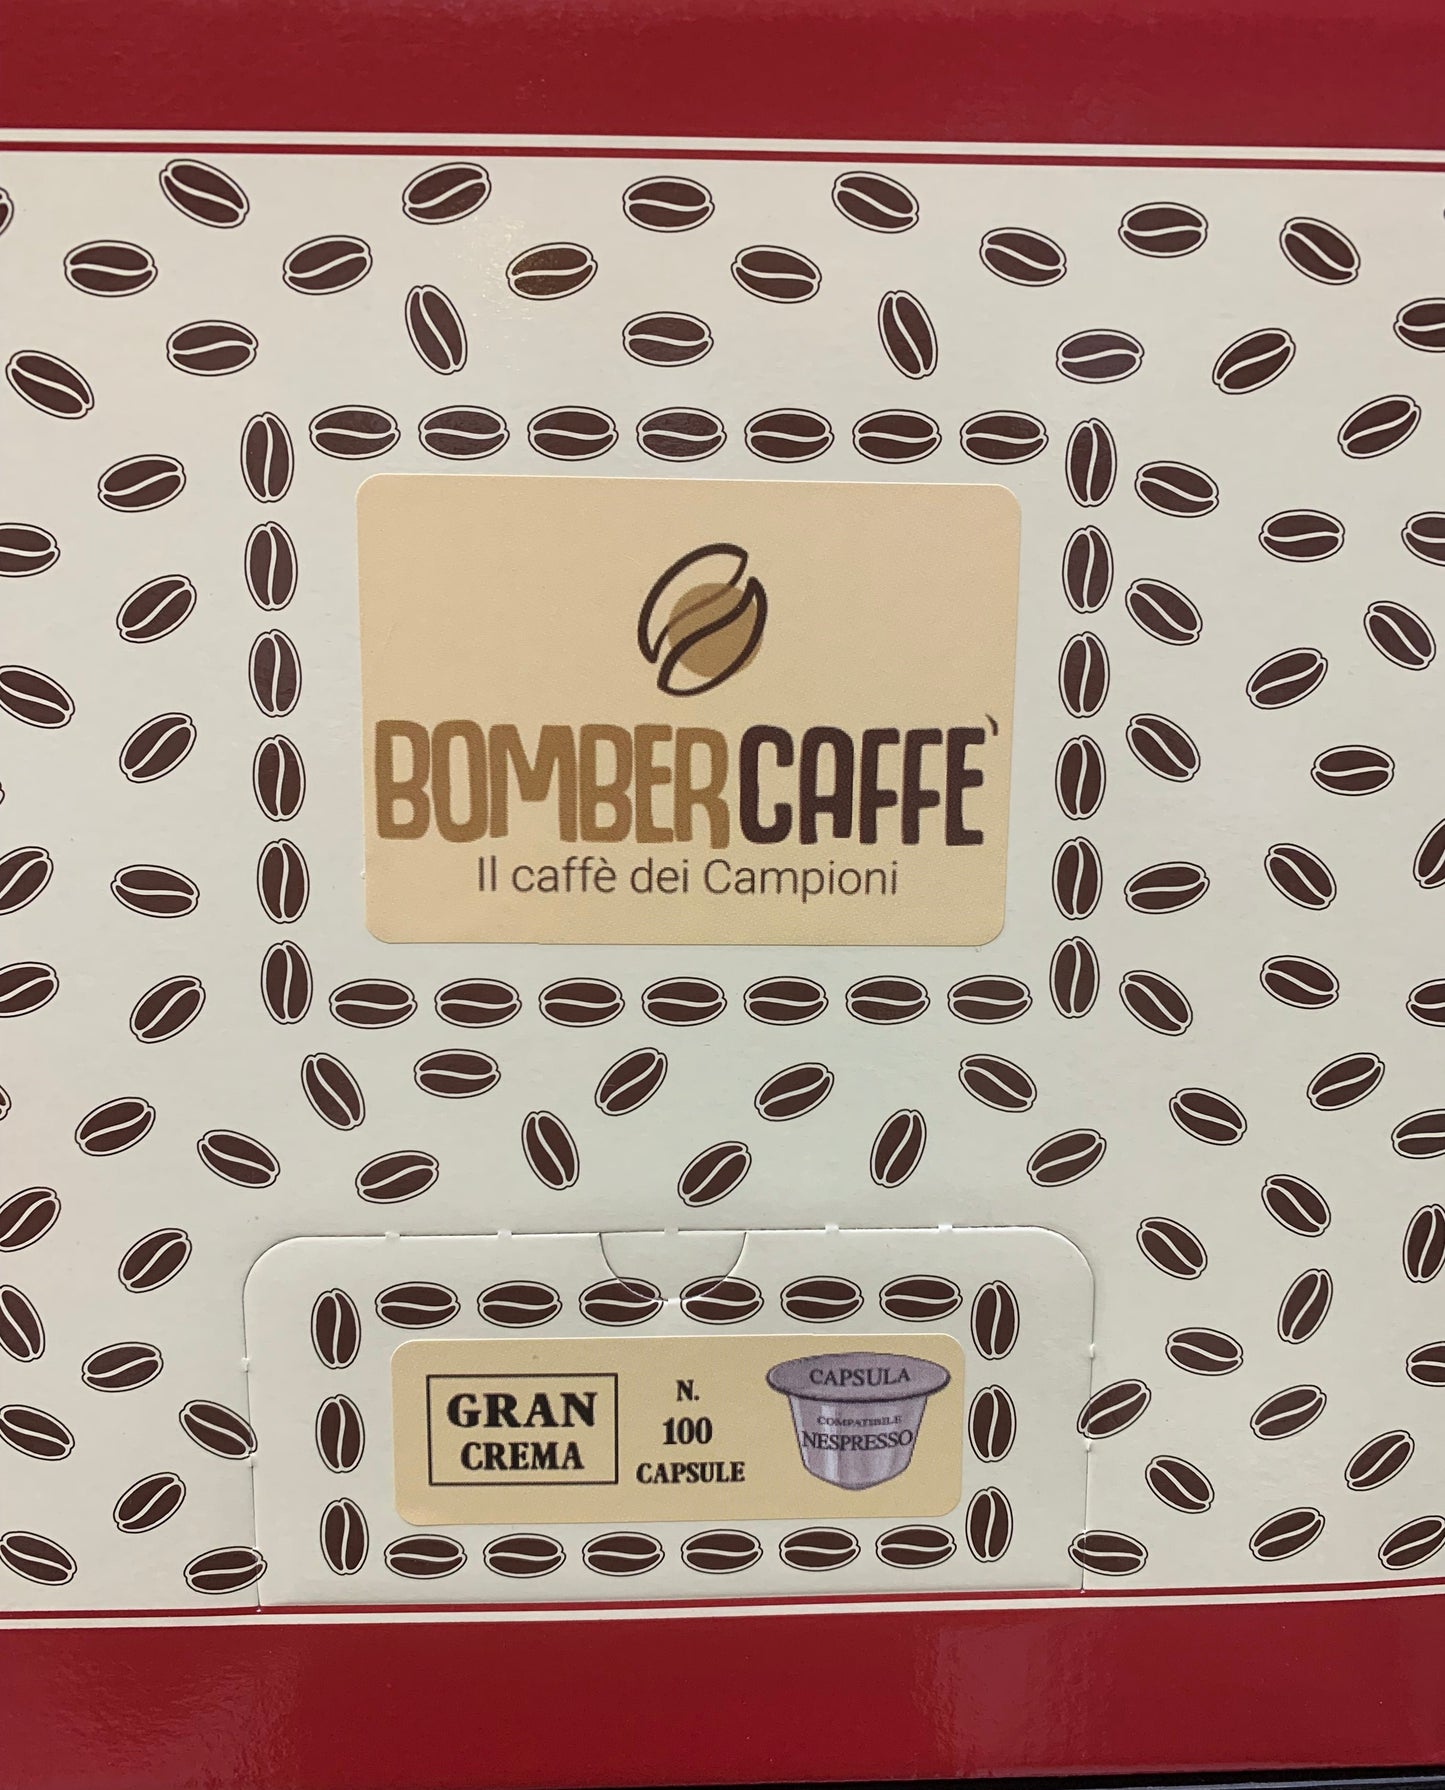 BOMBERCAFFE`
Il caffè dei Campioni
GRAN
CREMA
N.
100
CAPSULE
CAPSULA
COMPATIBILE
NESPRESSO